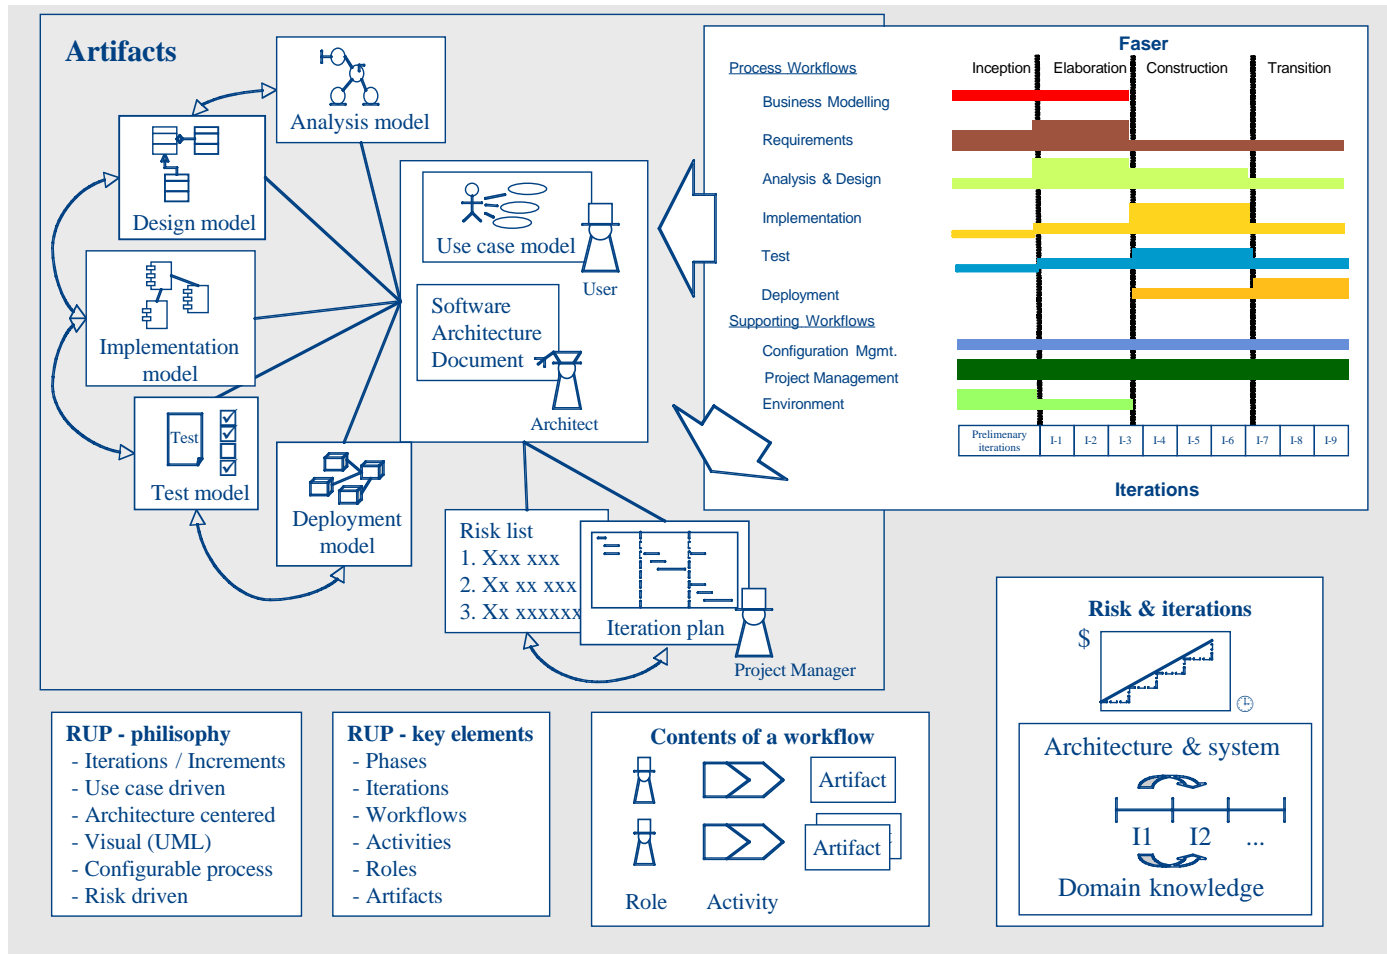 Artifacts
Analysis model
Design model
Implementation
model
Test
Test model
Deployment
model
Use case model
User
Software
Architecture
Document
Architect
Risk list
1. Xxx xxx
2. Xx xx xxx
3. Xx xxxxxx
Iteration plan
Project Manager
Faser
Process Workflows
Inception
Elaboration
Construction
Transition
Business Modelling
Requirements
Analysis & Design
Implementation
Test
Deployment
Supporting Workflows
Configuration Mgmt.
Project Management
Environment
Prelimenary
iterations
I-1
I-2
I-3
I-4
I-5
I-6
I-7
I-8
I-9
Iterations
RUP - philisophy
- Iterations / Increments
- Use case driven
- Architecture centered
- Visual (UML)
- Configurable process
- Risk driven
RUP - key elements
- Phases
- Iterations
- Workflows
- Activities
- Roles
- Artifacts
Contents of a workflow
Artifact
Artifact
Role
Activity
Risk & iterations
$
Architecture & system
I1
I2
...
Domain knowledge